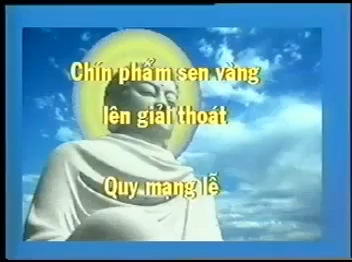 Chín phẩm sen vàng
lên giải thoát
Quy mạng lễ